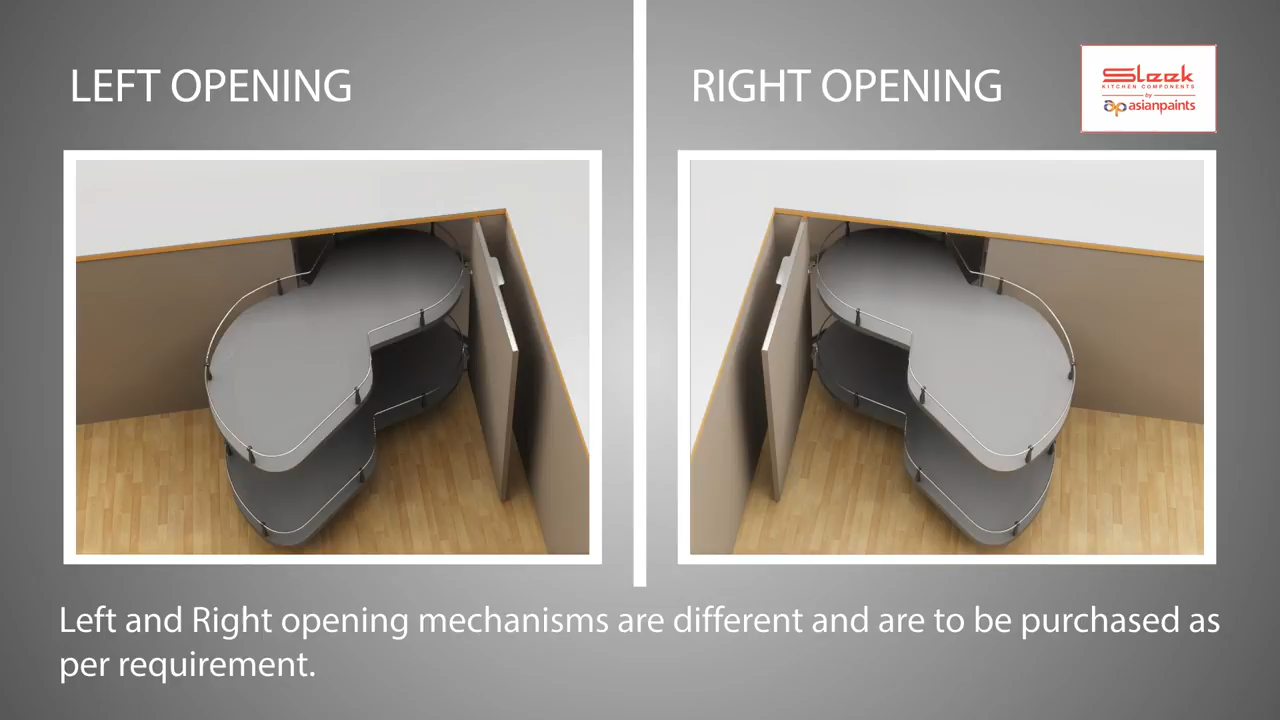 LEFT OPENING
RIGHT OPENING
Sleek
KITCHEN COMPONENTS
by
ap asianpaints
Left and Right opening mechanisms are different and are to be purchased as
per requirement.